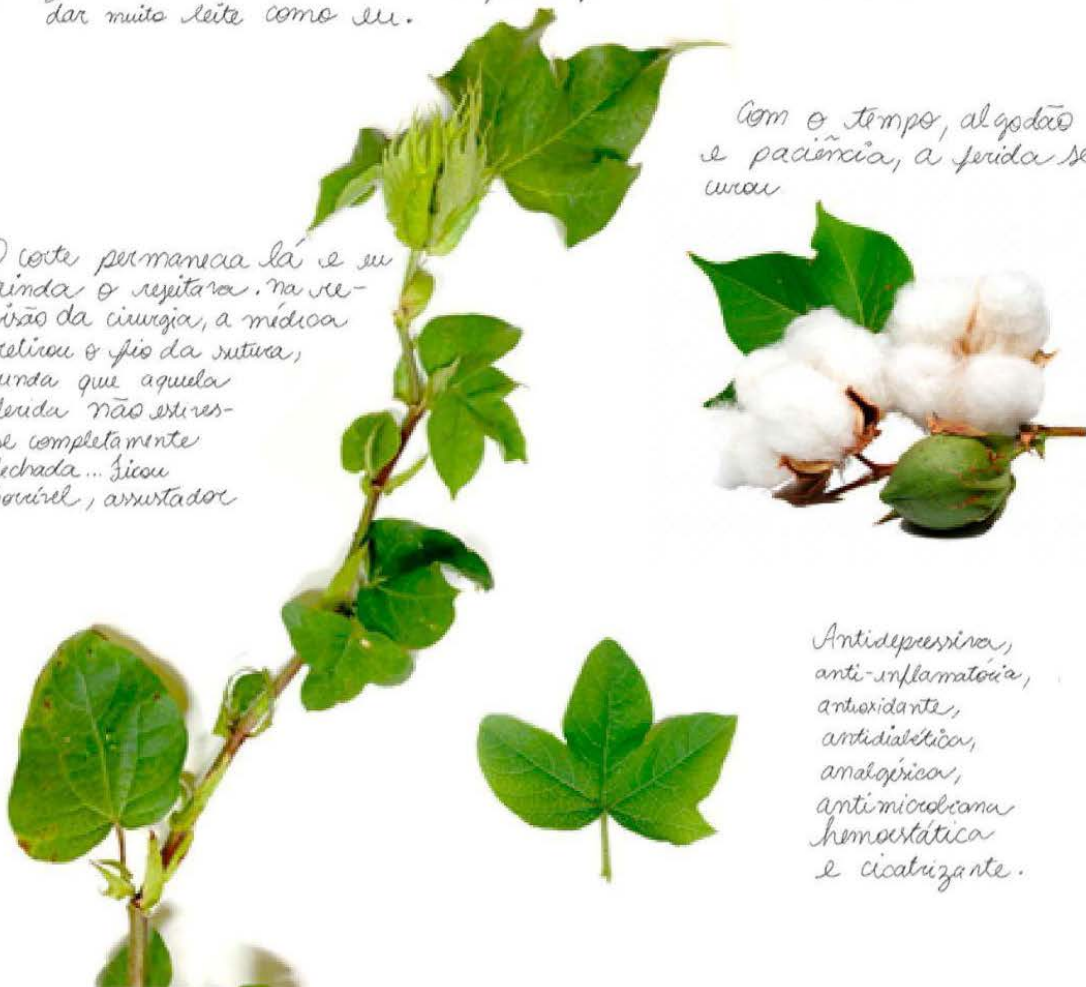 dar muito leite como eu.
Com o tempo, algodão
e paciência, a ferida se
curou
O corte permanecia lá e eu
ainda o rejeitava. na re-
visão da cirurgia, a médica
retirou o fio da sutura,
ainda que aquela
ferida não estives-
se completamente
fechada... Ficou
horrível, assustador
Antidepressiva,
anti-inflamatória,
antioxidante,
antidiabética,
analgésica,
antimicrobiana
hemostática
e cicatrizante.